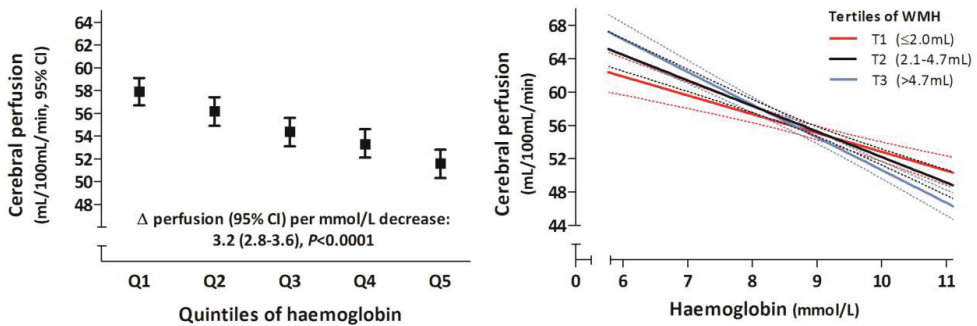 Cerebral perfusion
(mL/100mL/min, 95% CI)
64
62
60
58
56
54
52
50
48
Δ perfusion (95% CI) per mmol/L decrease:
3.2 (2.8-3.6), P<0.0001
Q1 Q2 Q3 Q4 Q5
Quintiles of haemoglobin
Cerebral perfusion
(mL/100mL/min)
68
64
60
56
52
48
44
Tertiles of WMH
T1 (≤2.0mL)
T2 (2.1-4.7mL)
T3 (>4.7mL)
0 6 7 8 9 10 11
Haemoglobin (mmol/L)